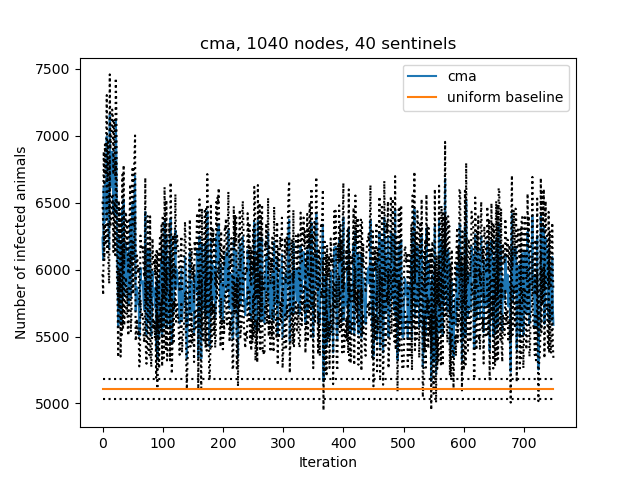 cma, 1040 nodes, 40 sentinels
cma
uniform baseline
Number of infected animals
7500
7000
6500
6000
5500
5000
0 100 200 300 400 500 600 700
Iteration